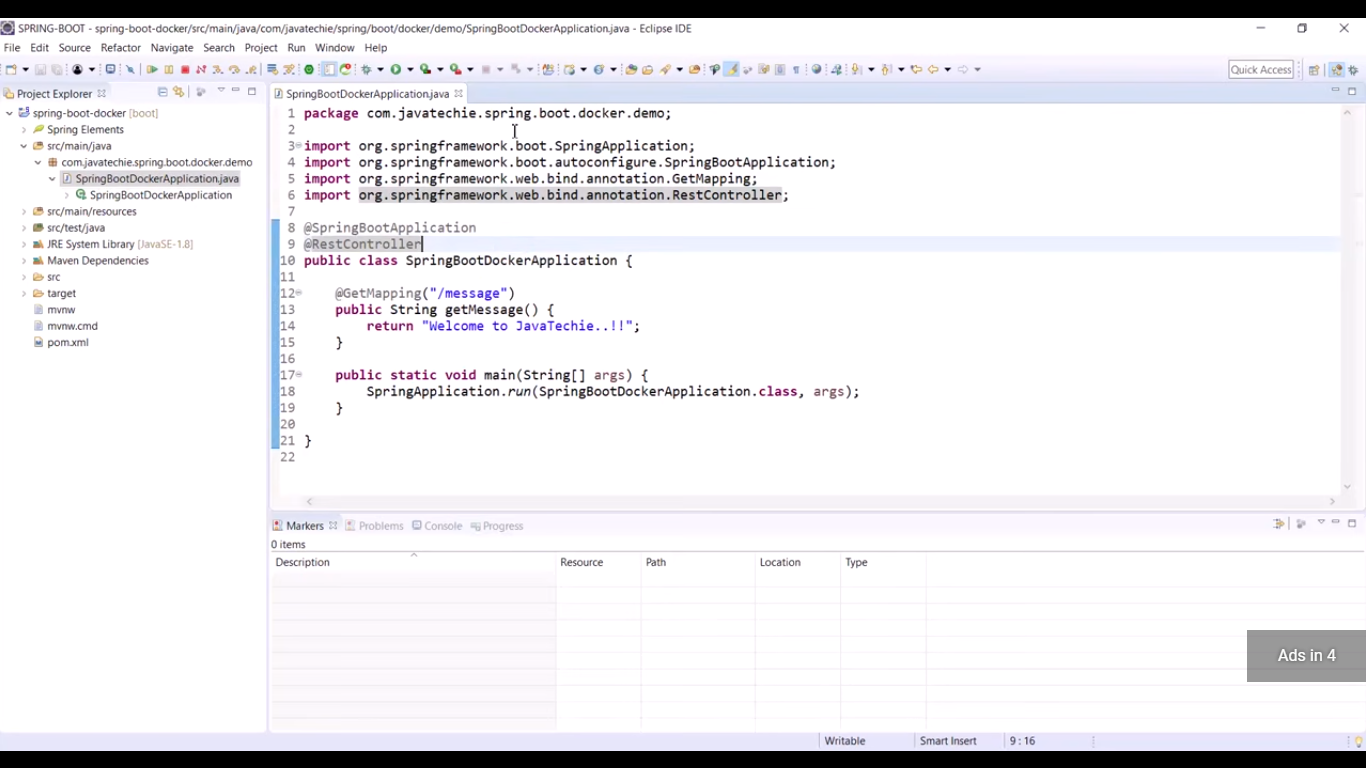 SPRING-BOOT - spring-boot-docker/src/main/java/com/javatechie/spring/boot/docker/demo/SpringBootDockerApplication.java - Eclipse IDE
File Edit Source Refactor Navigate Search Project Run Window Help
Quick Access
Project Explorer
spring-boot-docker [boot]
Spring Elements
src/main/java
com.javatechie.spring.boot.docker.demo
SpringBootDockerApplication.java
SpringBootDockerApplication
src/main/resources
src/test/java
JRE System Library [JavaSE-1.8]
Maven Dependencies
src
target
mvnw
mvnw.cmd
pom.xml
SpringBootDockerApplication.java
1 package com.javatechie.spring.boot.docker.demo;
2
3 import org.springframework.boot.SpringApplication;
4 import org.springframework.boot.autoconfigure.SpringBootApplication;
5 import org.springframework.web.bind.annotation.GetMapping;
6 import org.springframework.web.bind.annotation.RestController;
7
8 @SpringBootApplication
9 @RestController
10 public class SpringBootDockerApplication {
11
12 @GetMapping("/message")
13 public String getMessage() {
14 return "Welcome to JavaTechie..!!";
15 }
16
17 public static void main(String[] args) {
18 SpringApplication.run(SpringBootDockerApplication.class, args);
19 }
20
21 }
22
Markers Problems Console Progress
0 items
Description Resource Path Location Type
Ads in 4
Writable Smart Insert 9 : 16